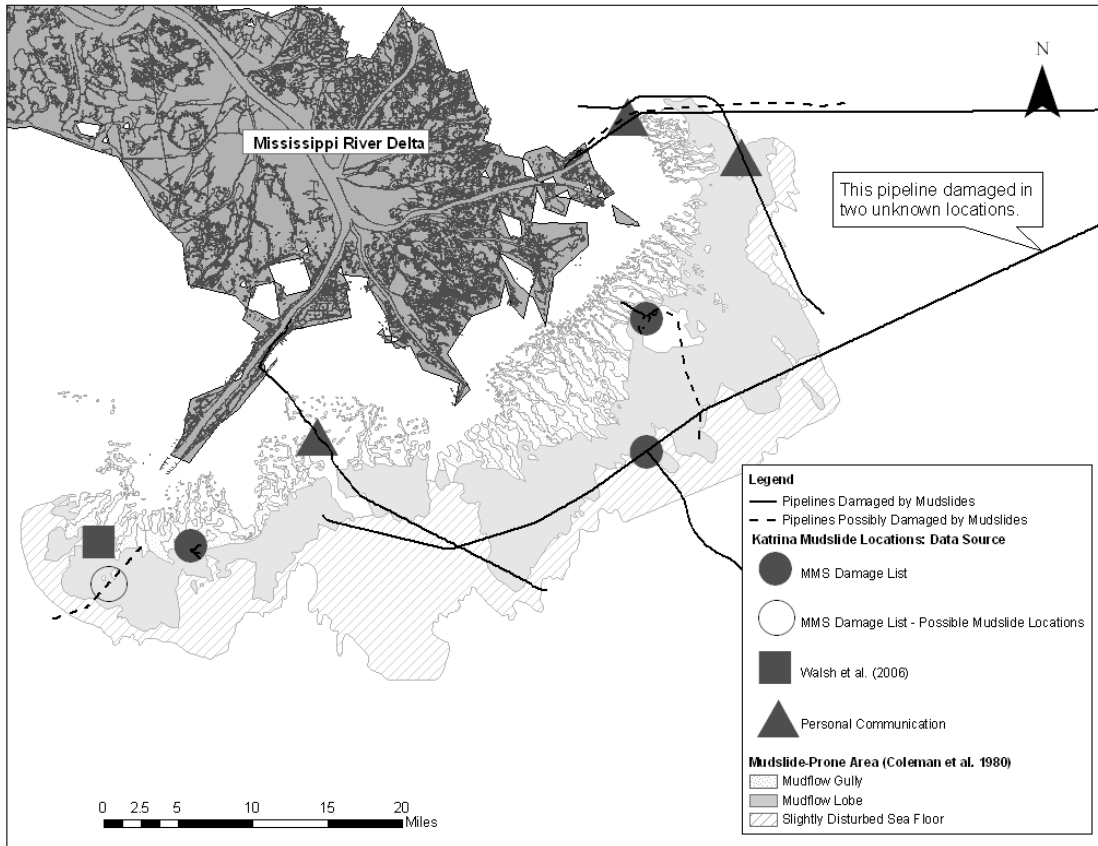 N
Mississippi River Delta
This pipeline damaged in
two unknown locations.
Legend
Pipelines Damaged by Mudslides
Pipelines Possibly Damaged by Mudslides
Katrina Mudslide Locations: Data Source
MMS Damage List
MMS Damage List - Possible Mudslide Locations
Walsh et al. (2006)
Personal Communication
Mudslide-Prone Area (Coleman et al. 1980)
Mudflow Gully
Mudflow Lobe
Slightly Disturbed Sea Floor
0 2.5 5 10 15 20
Miles